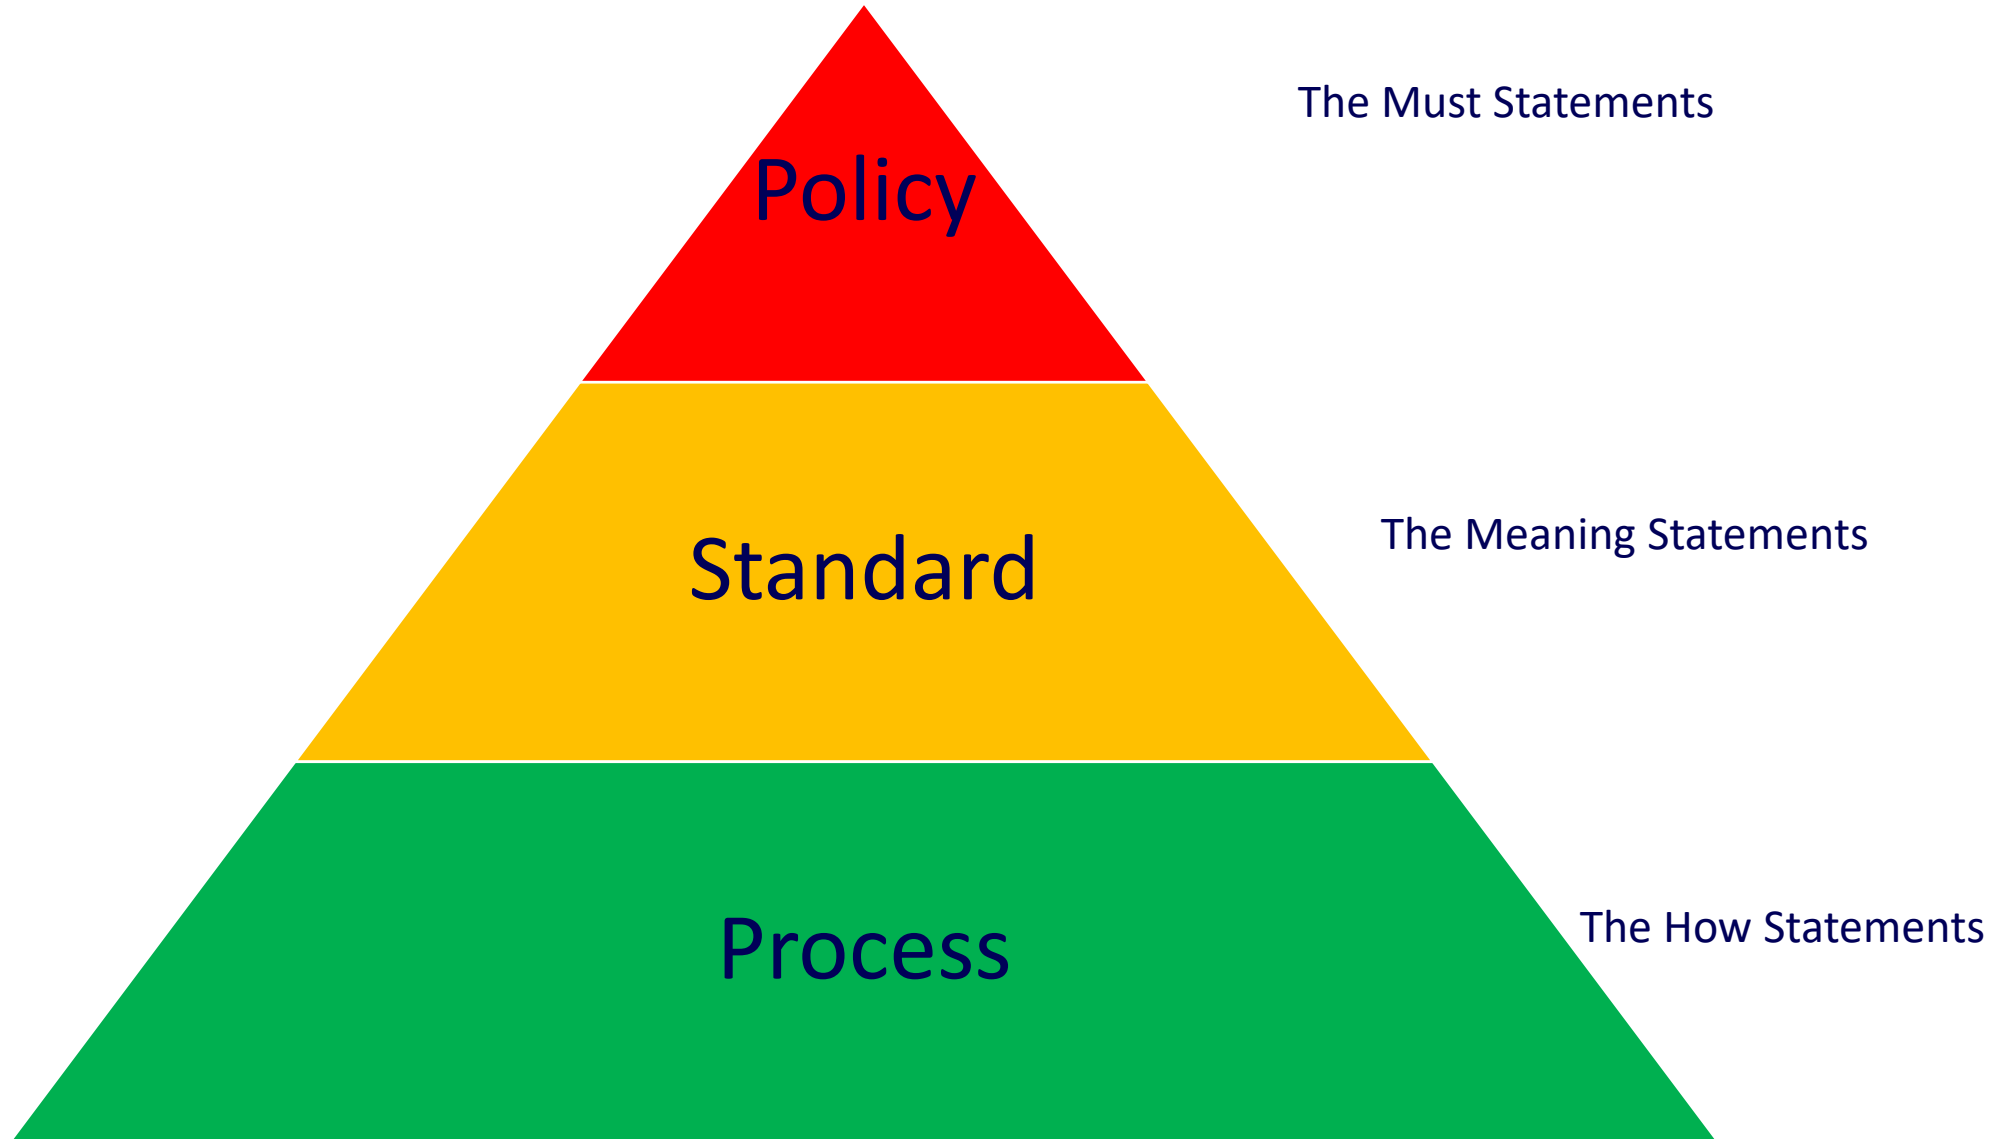 The Must Statements
Policy
The Meaning Statements
Standard
The How Statements
Process